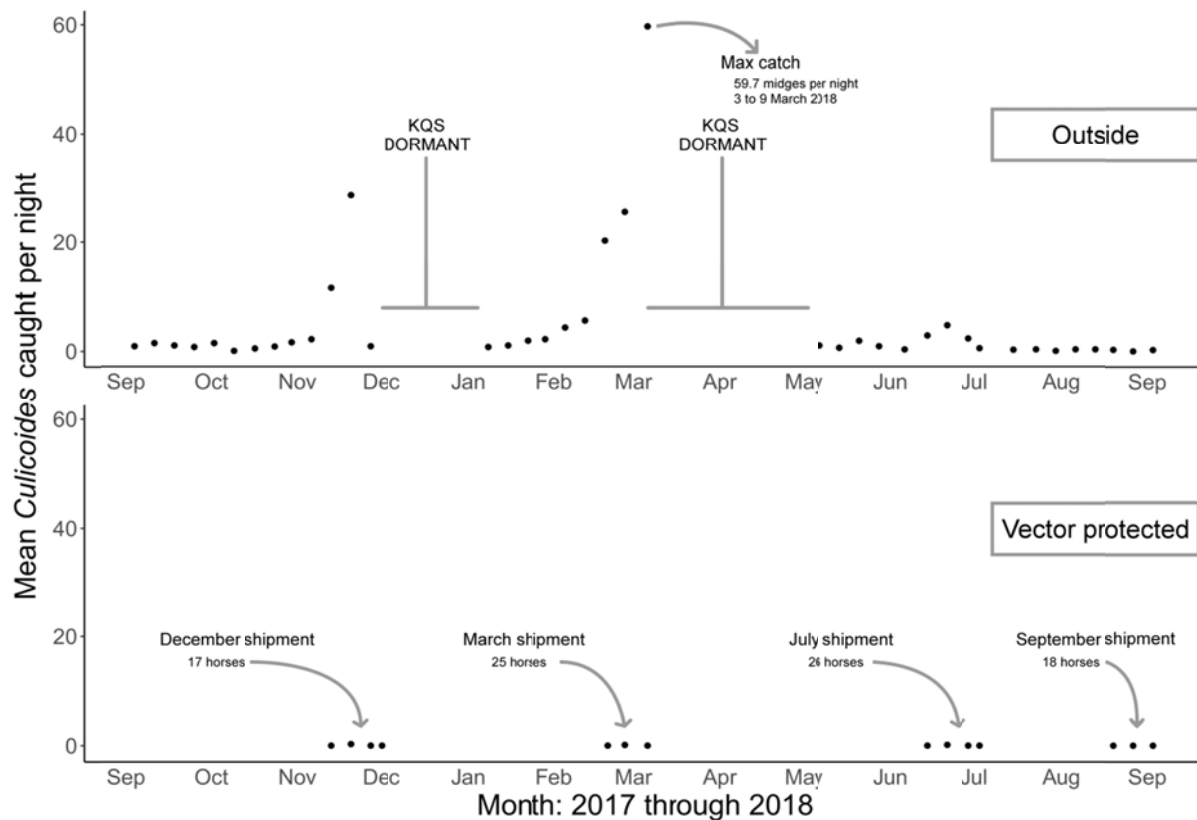 Mean Culicoides caught per night
60
40
20
0
Max catch
59.7 midges per night
3 to 9 March 2018
KQS
DORMANT
KQS
DORMANT
Outside
Sep Oct Nov Dec Jan Feb Mar Apr May Jun Jul Aug Sep
60
40
20
0
Vector protected
December shipment
17 horses
March shipment
25 horses
July shipment
26 horses
September shipment
18 horses
Sep Oct Nov Dec Jan Feb Mar Apr May Jun Jul Aug Sep
Month: 2017 through 2018